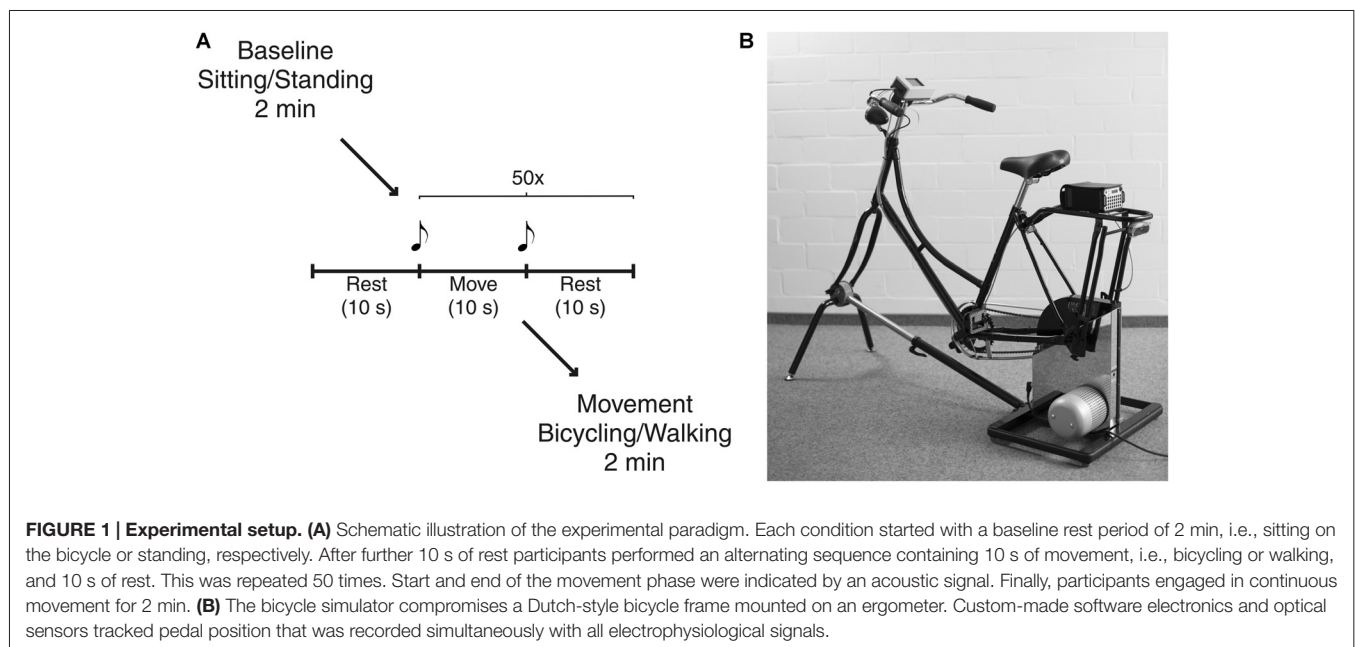 A
Baseline
Sitting/Standing
2 min
50x
Rest
(10 s)
Move
(10 s)
Rest
(10 s)
Movement
Bicycling/Walking
2 min
B
FIGURE 1 | Experimental setup. (A) Schematic illustration of the experimental paradigm. Each condition started with a baseline rest period of 2 min, i.e., sitting on
the bicycle or standing, respectively. After further 10 s of rest participants performed an alternating sequence containing 10 s of movement, i.e., bicycling or walking,
and 10 s of rest. This was repeated 50 times. Start and end of the movement phase were indicated by an acoustic signal. Finally, participants engaged in continuous
movement for 2 min. (B) The bicycle simulator compromises a Dutch-style bicycle frame mounted on an ergometer. Custom-made software electronics and optical
sensors tracked pedal position that was recorded simultaneously with all electrophysiological signals.